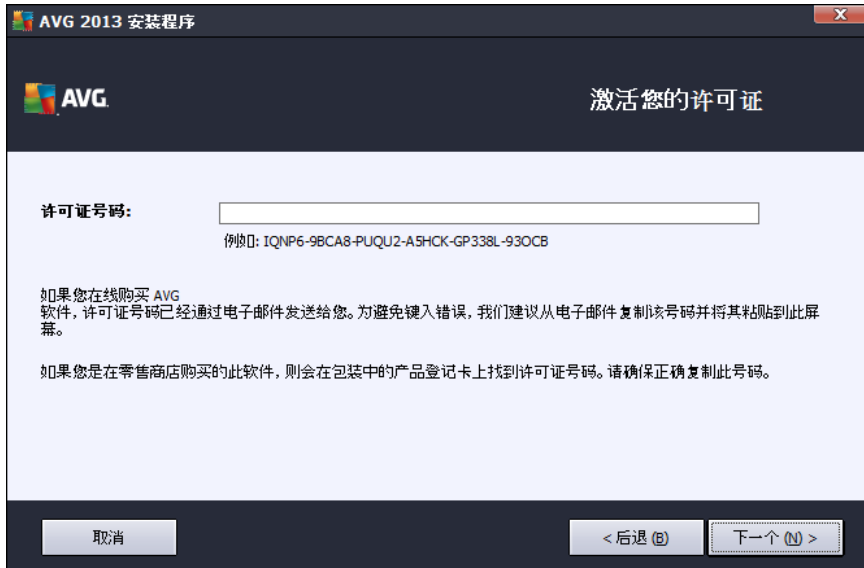 AVG 2013 安装程序
AVG.
激活您的许可证
许可证号码:
例如: IQNP6-9BCA8-PUQU2-A5HCK-GP338L-93OCB
如果您在线购买 AVG
软件, 许可证号码已经通过电子邮件发送给您。为避免键入错误, 我们建议从电子邮件复制该号码并将其粘贴到此屏
幕。
如果您是在零售商店购买的此软件, 则会在包装中的产品登记卡上找到许可证号码。请确保正确复制此号码。
取消
< 后退 (B)
下一个 (N) >